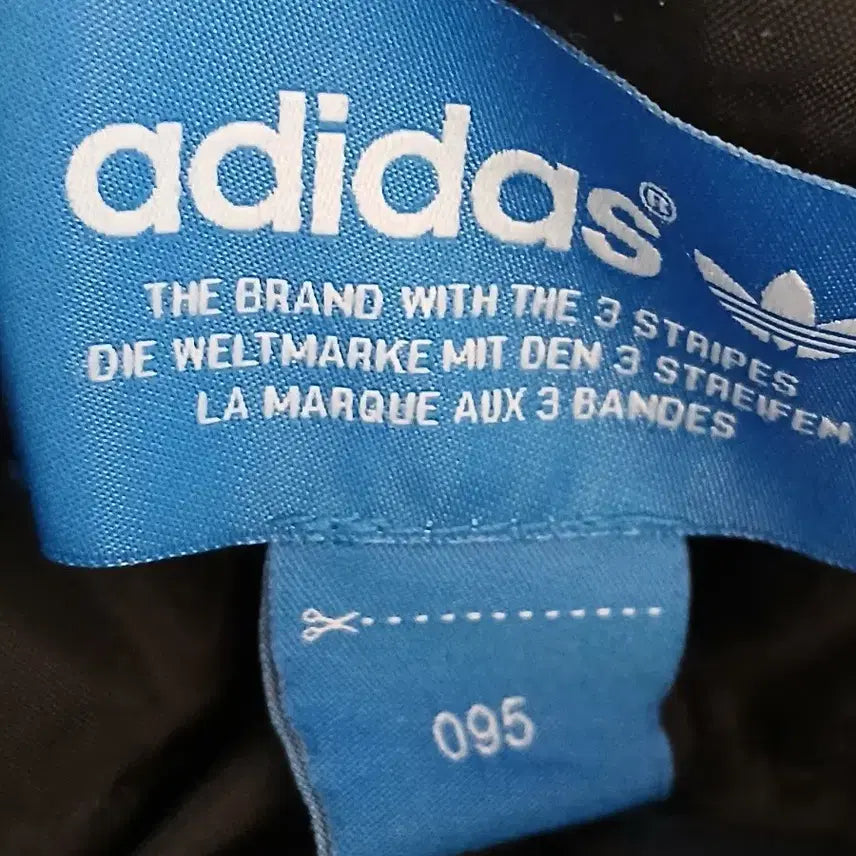 adidas®
THE BRAND WITH THE 3 STRIPES
DIE WELTMARKE MIT DEN 3 STREIFEN
LA MARQUE AUX 3 BANDES
095